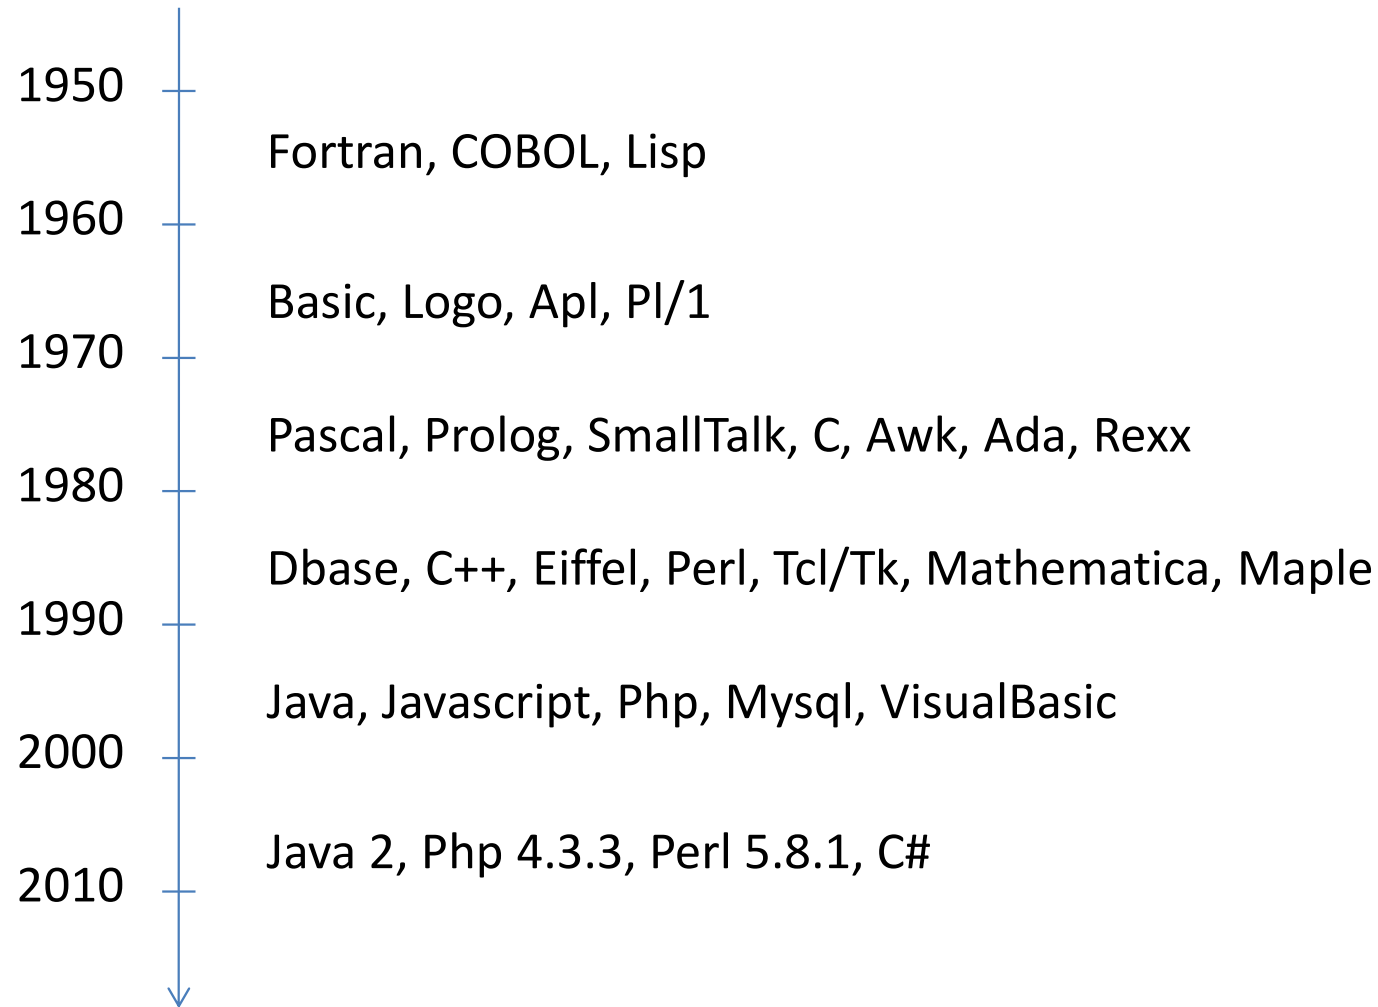 1950
Fortran, COBOL, Lisp
1960
Basic, Logo, Apl, Pl/1
1970
Pascal, Prolog, SmallTalk, C, Awk, Ada, Rexx
1980
Dbase, C++, Eiffel, Perl, Tcl/Tk, Mathematica, Maple
1990
Java, Javascript, Php, Mysql, VisualBasic
2000
Java 2, Php 4.3.3, Perl 5.8.1, C#
2010